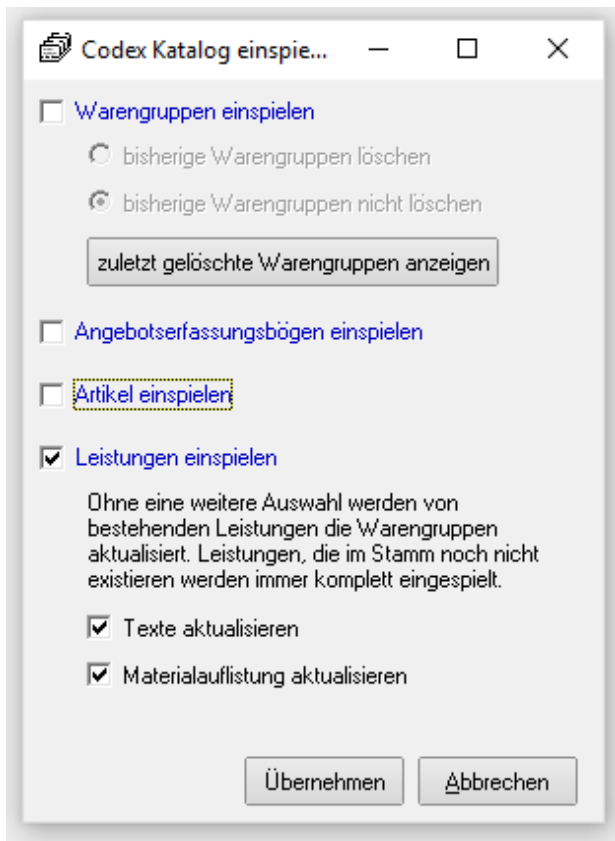 Codex Katalog einspie...
Warengruppen einspielen
bisherige Warengruppen löschen
bisherige Warengruppen nicht löschen
zuletzt gelöschte Warengruppen anzeigen
Angebotserfassungsbögen einspielen
Artikel einspielen
Leistungen einspielen
Ohne eine weitere Auswahl werden von
bestehenden Leistungen die Warengruppen
aktualisiert. Leistungen, die im Stamm noch nicht
existieren werden immer komplett eingespielt.
Texte aktualisieren
Materialauflistung aktualisieren
Übernehmen Abbrechen